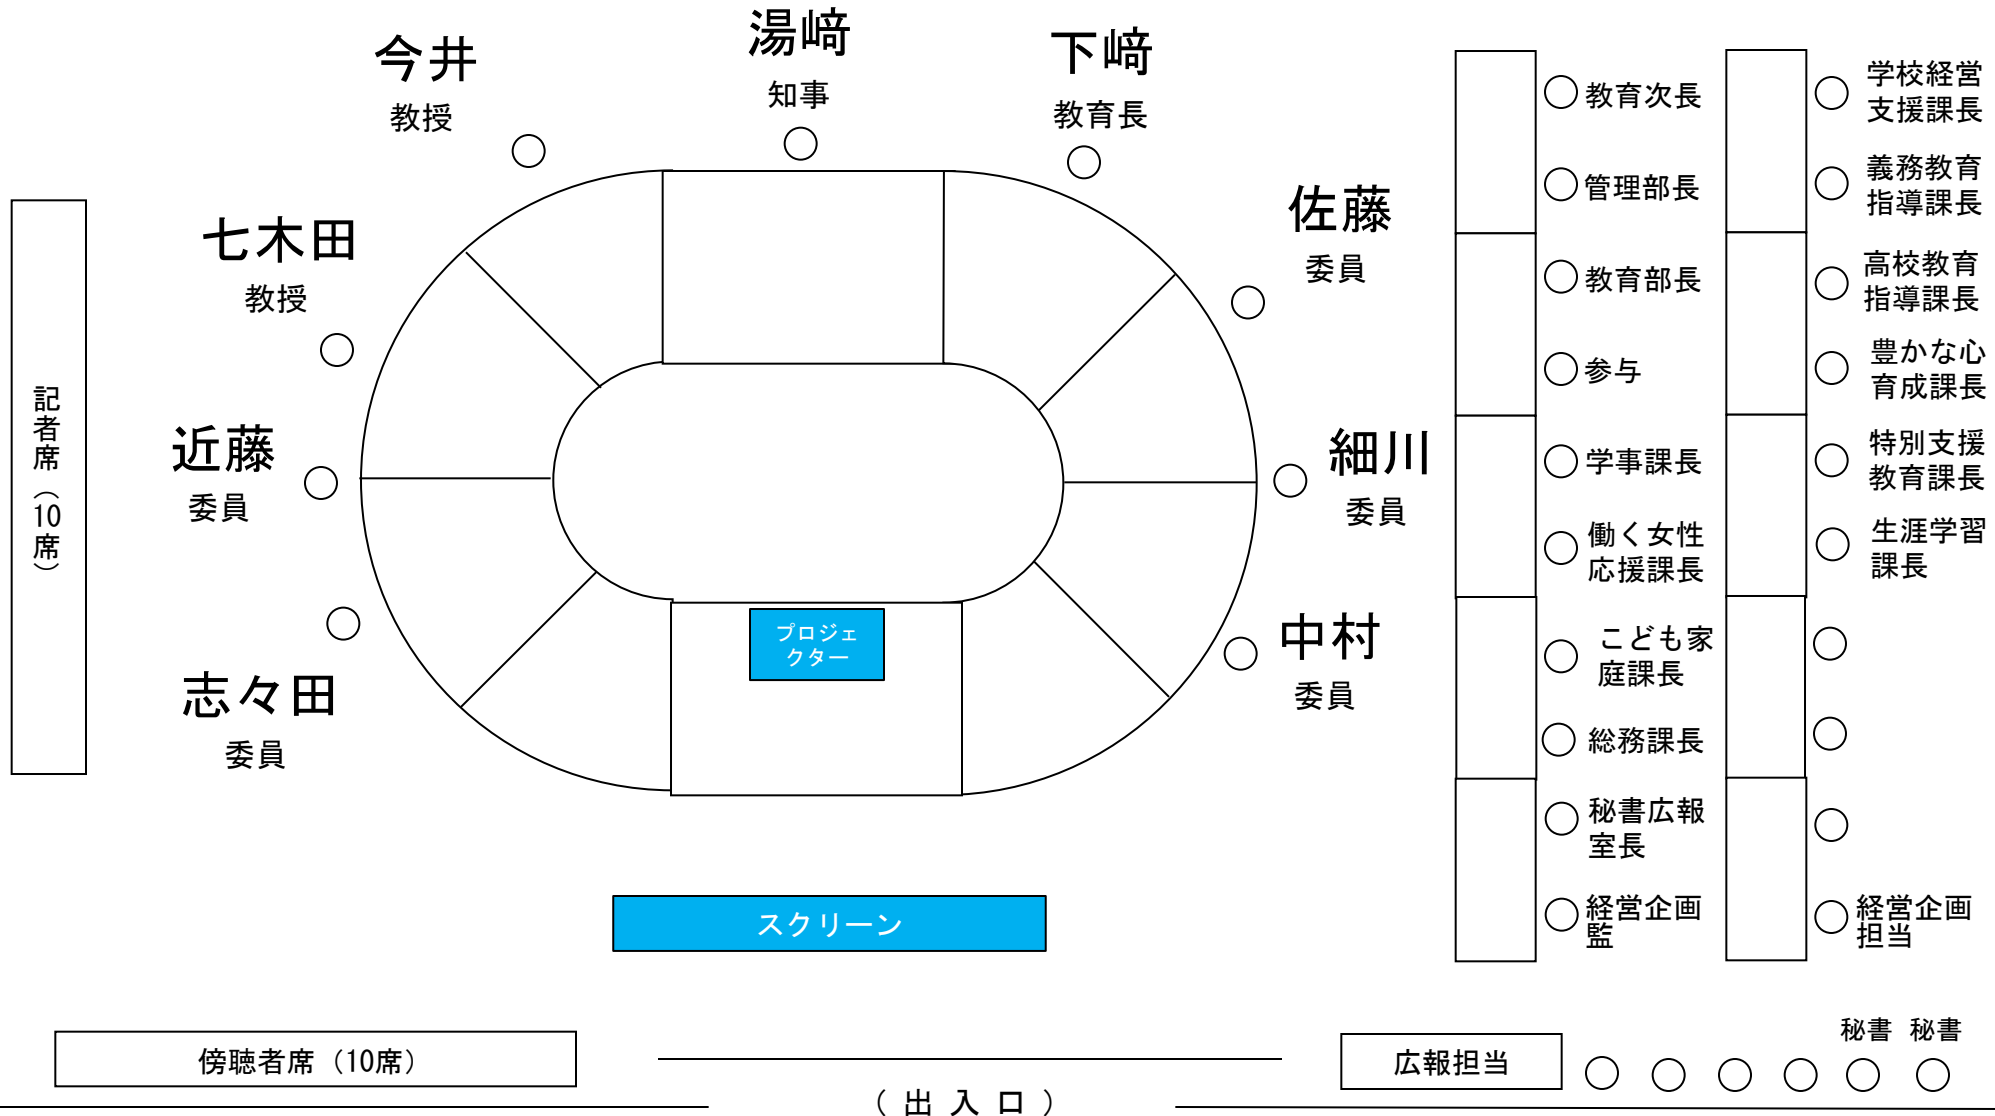 湯﨑
知事
今井
教授
下﨑
教育長
七木田
教授
佐藤
委員
近藤
委員
細川
委員
志々田
委員
中村
委員
記者席（10席）
プロジェ
クター
スクリーン
教育次長
管理部長
教育部長
参与
学事課長
働く女性
応援課長
こども家
庭課長
総務課長
秘書広報
室長
経営企画
監
学校経営
支援課長
義務教育
指導課長
高校教育
指導課長
豊かな心
育成課長
特別支援
教育課長
生涯学習
課長
経営企画
担当
傍聴者席（10席）
（出入口）
広報担当
秘書
秘書